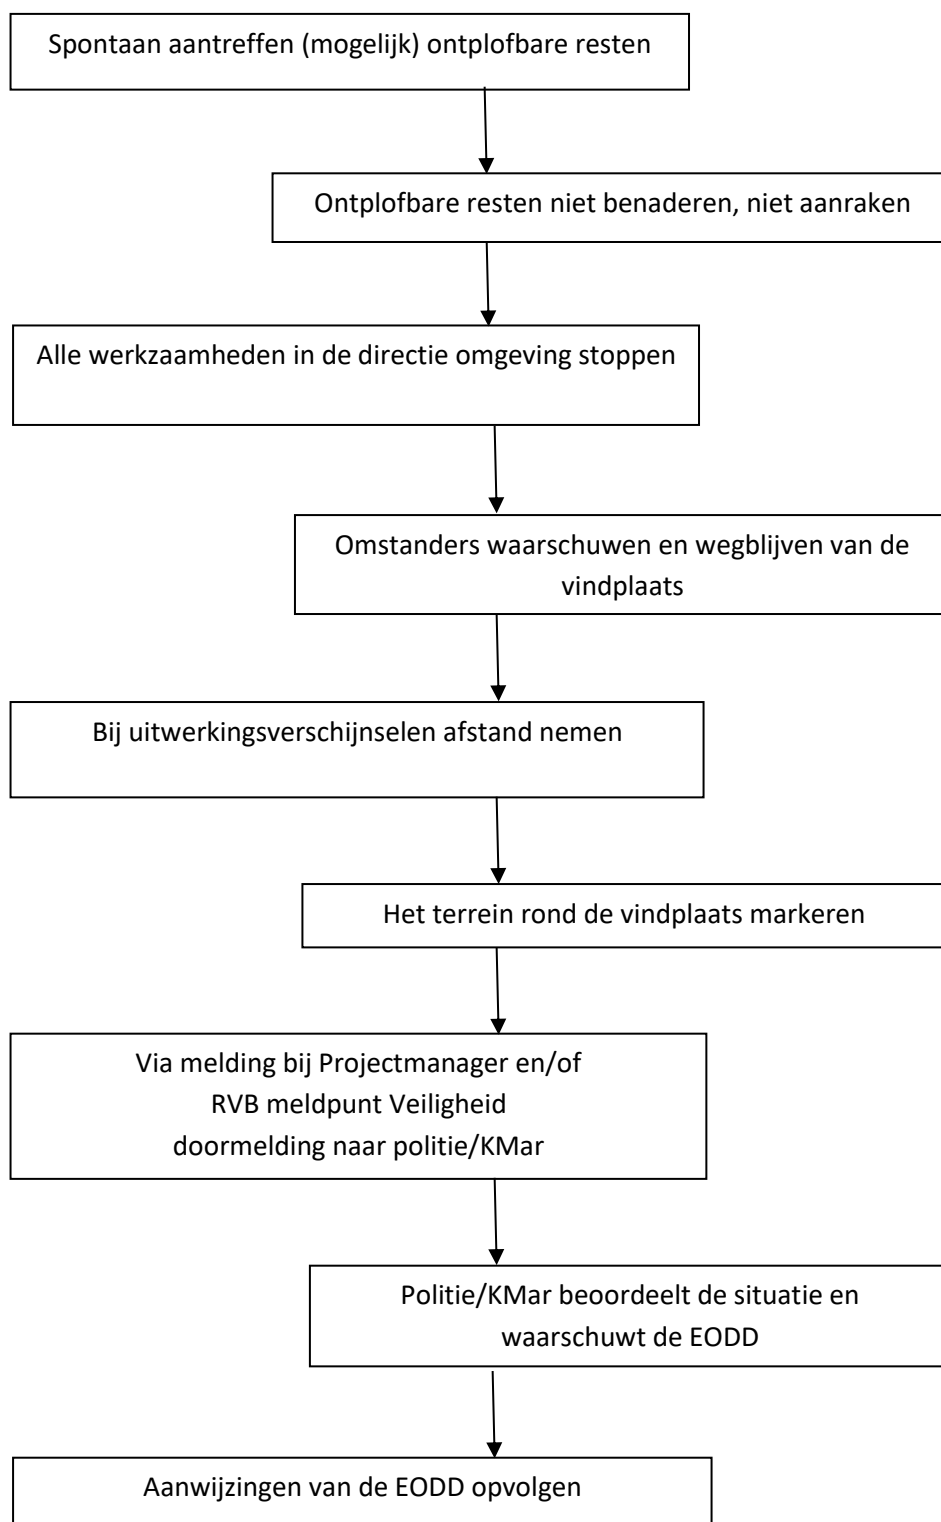 Spontaan aantreffen (mogelijk) ontplofbare resten
Ontplofbare resten niet benaderen, niet aanraken
Alle werkzaamheden in de directie omgeving stoppen
Omstanders waarschuwen en wegblijven van de
vindplaats
Bij uitwerkingsverschijnselen afstand nemen
Het terrein rond de vindplaats markeren
Via melding bij Projectmanager en/of
RVB meldpunt Veiligheid
doormelding naar politie/KMar
Politie/KMar beoordeelt de situatie en
waarschuwt de EODD
Aanwijzingen van de EODD opvolgen